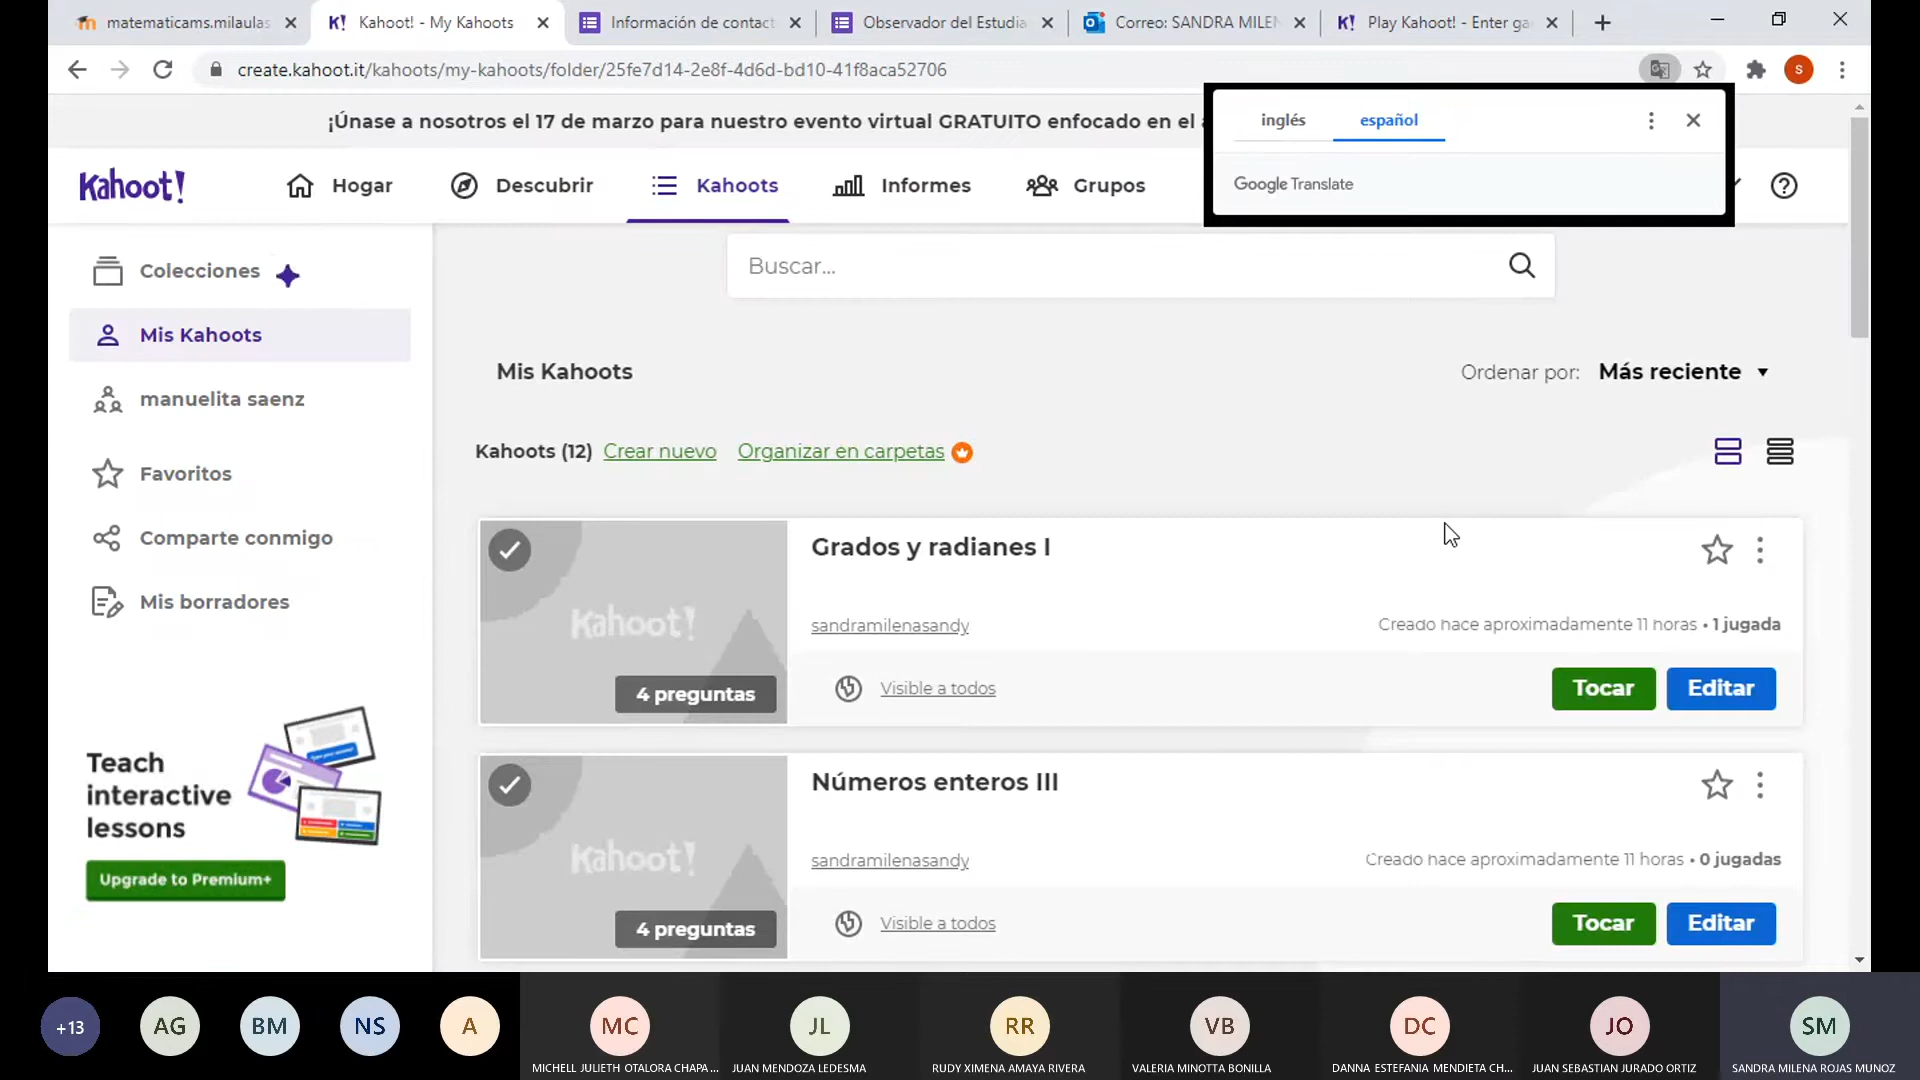 matematicams.milaulas
Kahoot! - My Kahoots
Información de contact
Observador del Estudia
Correo: SANDRA MILEN
Play Kahoot! - Enter ga
create.kahoot.it/kahoots/my-kahoots/folder/25fe7d14-2e8f-4d6d-bd10-41f8aca52706
S
¡Únase a nosotros el 17 de marzo para nuestro evento virtual GRATUITO enfocado en el
inglés
español
Google Translate
Kahoot!
Hogar
Descubrir
Kahoots
Informes
Grupos
Colecciones
Mis Kahoots
manuelita saenz
Favoritos
Comparte conmigo
Mis borradores
Teach
interactive
lessons
Upgrade to Premium+
Buscar...
Mis Kahoots
Ordenar por: Más reciente
Kahoots (12) Crear nuevo Organizar en carpetas
Kahoot!
4 preguntas
Grados y radianes I
sandramilenasandy
Creado hace aproximadamente 11 horas • 1 jugada
Visible a todos
Tocar
Editar
Kahoot!
4 preguntas
Números enteros III
sandramilenasandy
Creado hace aproximadamente 11 horas • 0 jugadas
Visible a todos
Tocar
Editar
+13
AG
BM
NS
A
MC
JL
RR
VB
DC
JO
SM
MICHELL JULIETH OTALORA CHAPA...
JUAN MENDOZA LEDESMA
RUDY XIMENA AMAYA RIVERA
VALERIA MINOTTA BONILLA
DANNA ESTEFANIA MENDIETA CH...
JUAN SEBASTIAN JURADO ORTIZ
SANDRA MILENA ROJAS MUNOZ